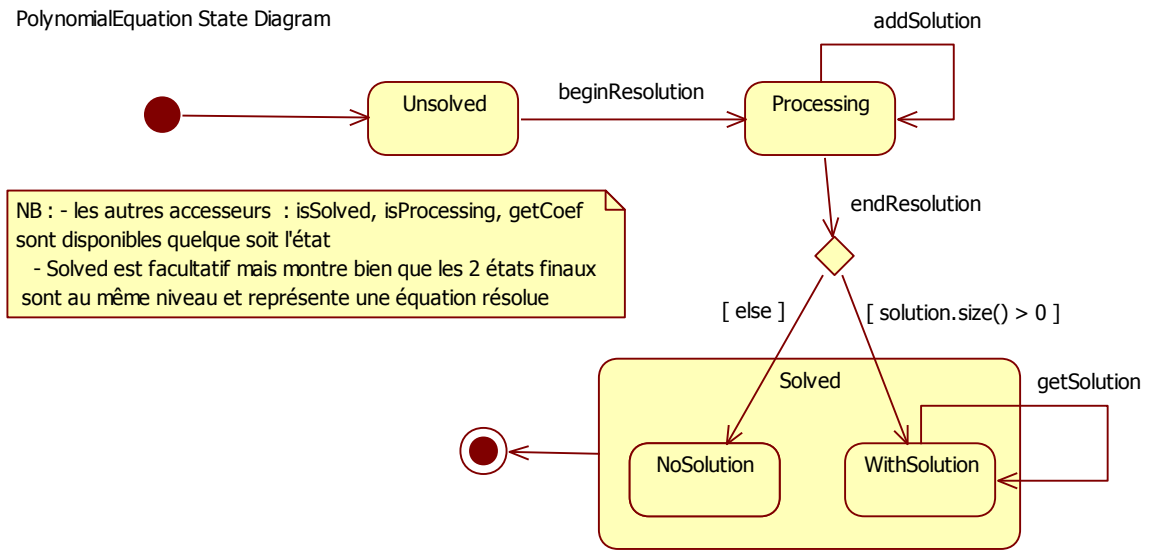 PolynomialEquation State Diagram
addSolution
Unsolved
beginResolution
Processing
NB : - les autres accesseurs : isSolved, isProcessing, getCoef
sont disponibles quelque soit l'état
- Solved est facultatif mais montre bien que les 2 états finaux
sont au même niveau et représente une équation résolue
endResolution
[ else ]
[ solution.size() > 0 ]
Solved
getSolution
NoSolution
WithSolution